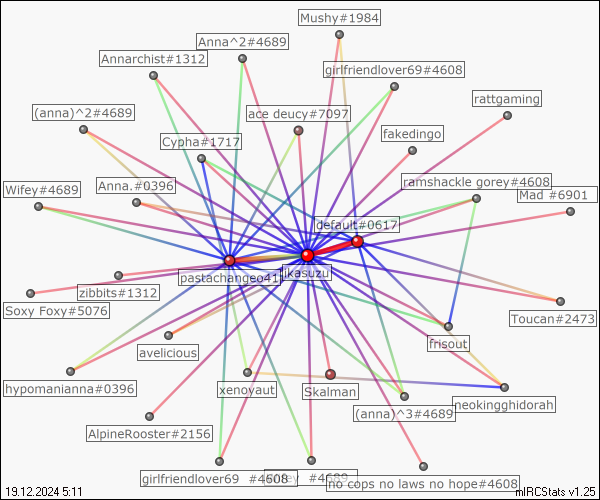 Mushy#1984
Anna^2#4689
Annarchist#1312
girlfriendlover69#4608
rattgaming
(anna)^2#4689
ace deucy#7097
fakedingo
Cypha#1717
Wifey#4689
Anna.#0396
ramshackle gorey#4608
Mad #6901
default#0617
pastachangeo41
ikasuzu
zibbits#1312
Soxy Foxy#5076
Toucan#2473
frisout
avelicious
hypomanianna#0396
xenoyaut
Skalman
neokingghidorah
(anna)^3#4689
AlpineRooster#2156
girlfriendlover69 #4608
#4689
no cops no laws no hope#4608
19.12.2024 5:11
mIRCStats v1.25